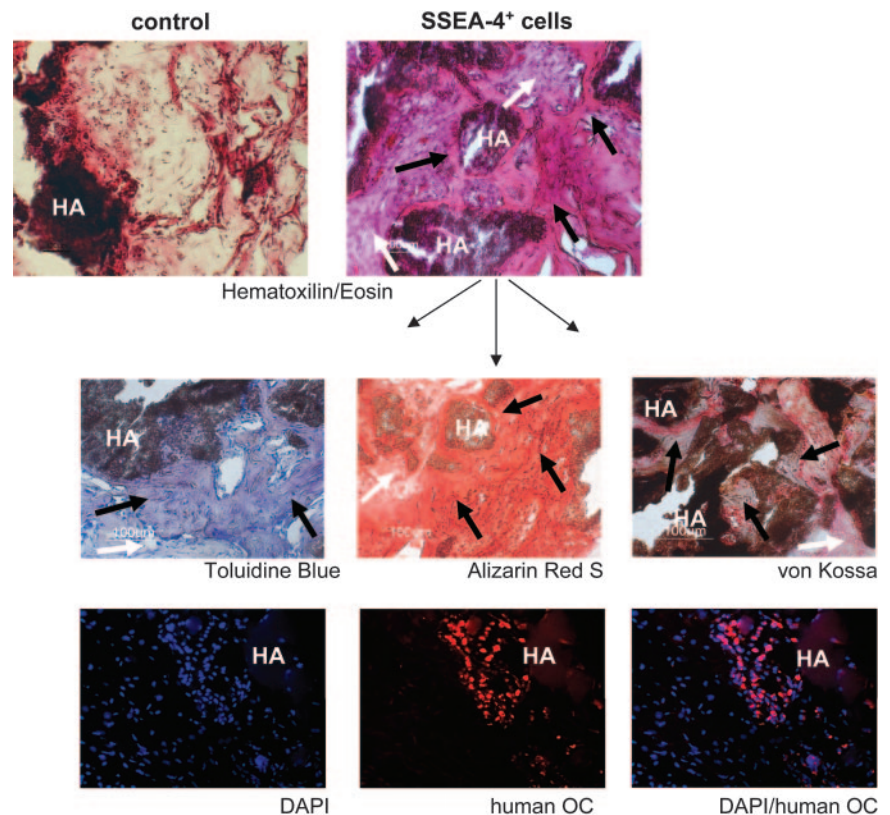 control
SSEA-4⁺ cells
HA
HA
HA
100um
Hematoxilin/Eosin
HA
100µm
HA
100µm
HA
HA
100µm
Toluidine Blue
Alizarin Red S
von Kossa
HA
HA
HA
DAPI
human OC
DAPI/human OC